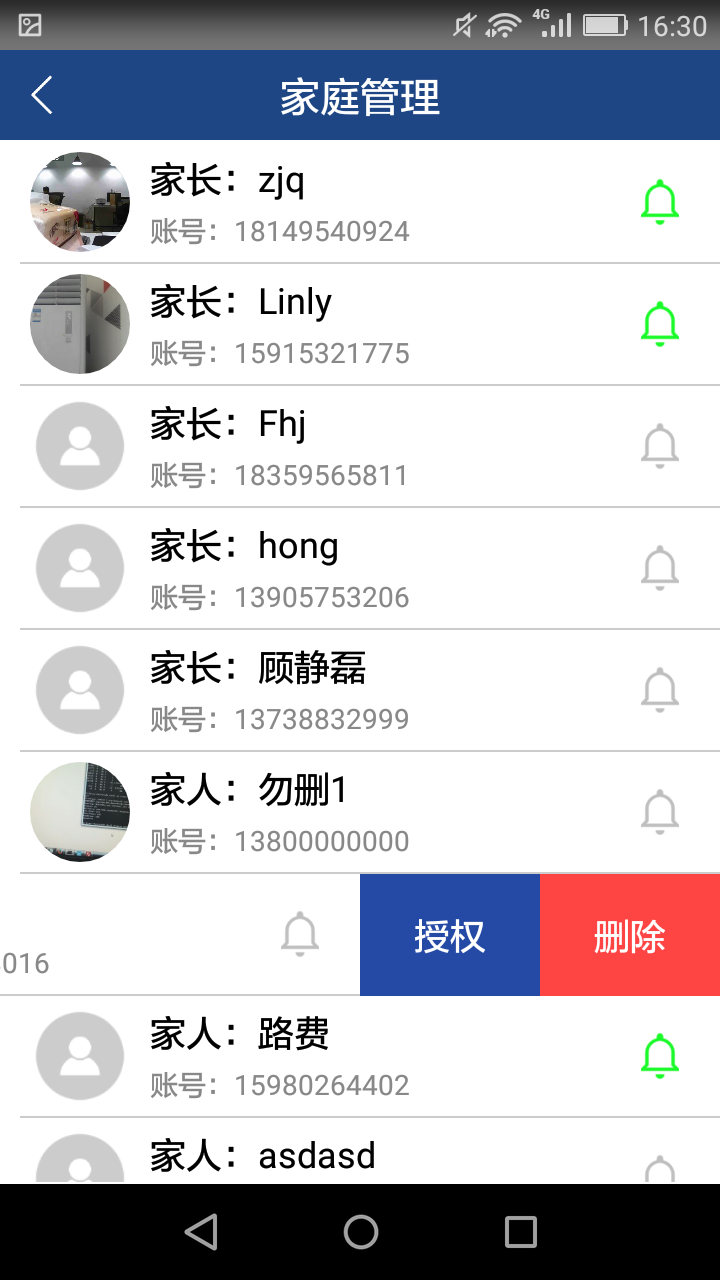 4G 16:30
家庭管理
家长：zjq
账号：18149540924
家长：Linly
账号：15915321775
家长：Fhj
账号：18359565811
家长：hong
账号：13905753206
家长：顾静磊
账号：13738832999
家人：勿删1
账号：13800000000
016 授权 删除
家人：路费
账号：15980264402
家人：asdasd